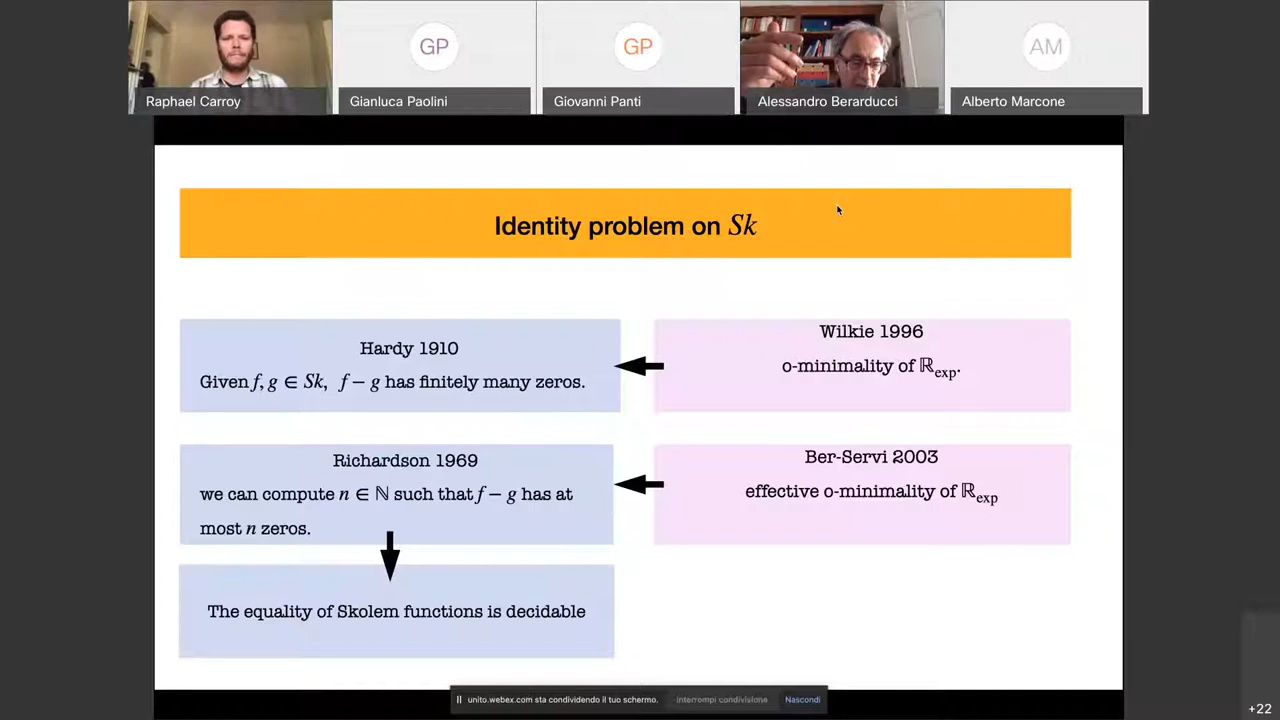 GP
GP
AM
Raphael Carroy
Gianluca Paolini
Giovanni Panti
Alessandro Berarducci
Alberto Marcone
Identity problem on Sk
Hardy 1910
Given f, g ∈ Sk, f − g has finitely many zeros.
Wilkie 1996
o-minimality of ℝexp.
Richardson 1969
we can compute n ∈ ℕ such that f − g has at
most n zeros.
Ber-Servi 2003
effective o-minimality of ℝexp
The equality of Skolem functions is decidable
unito.webex.com sta condividendo il tuo schermo.
Interrompi condivisione
Nascondi
+22